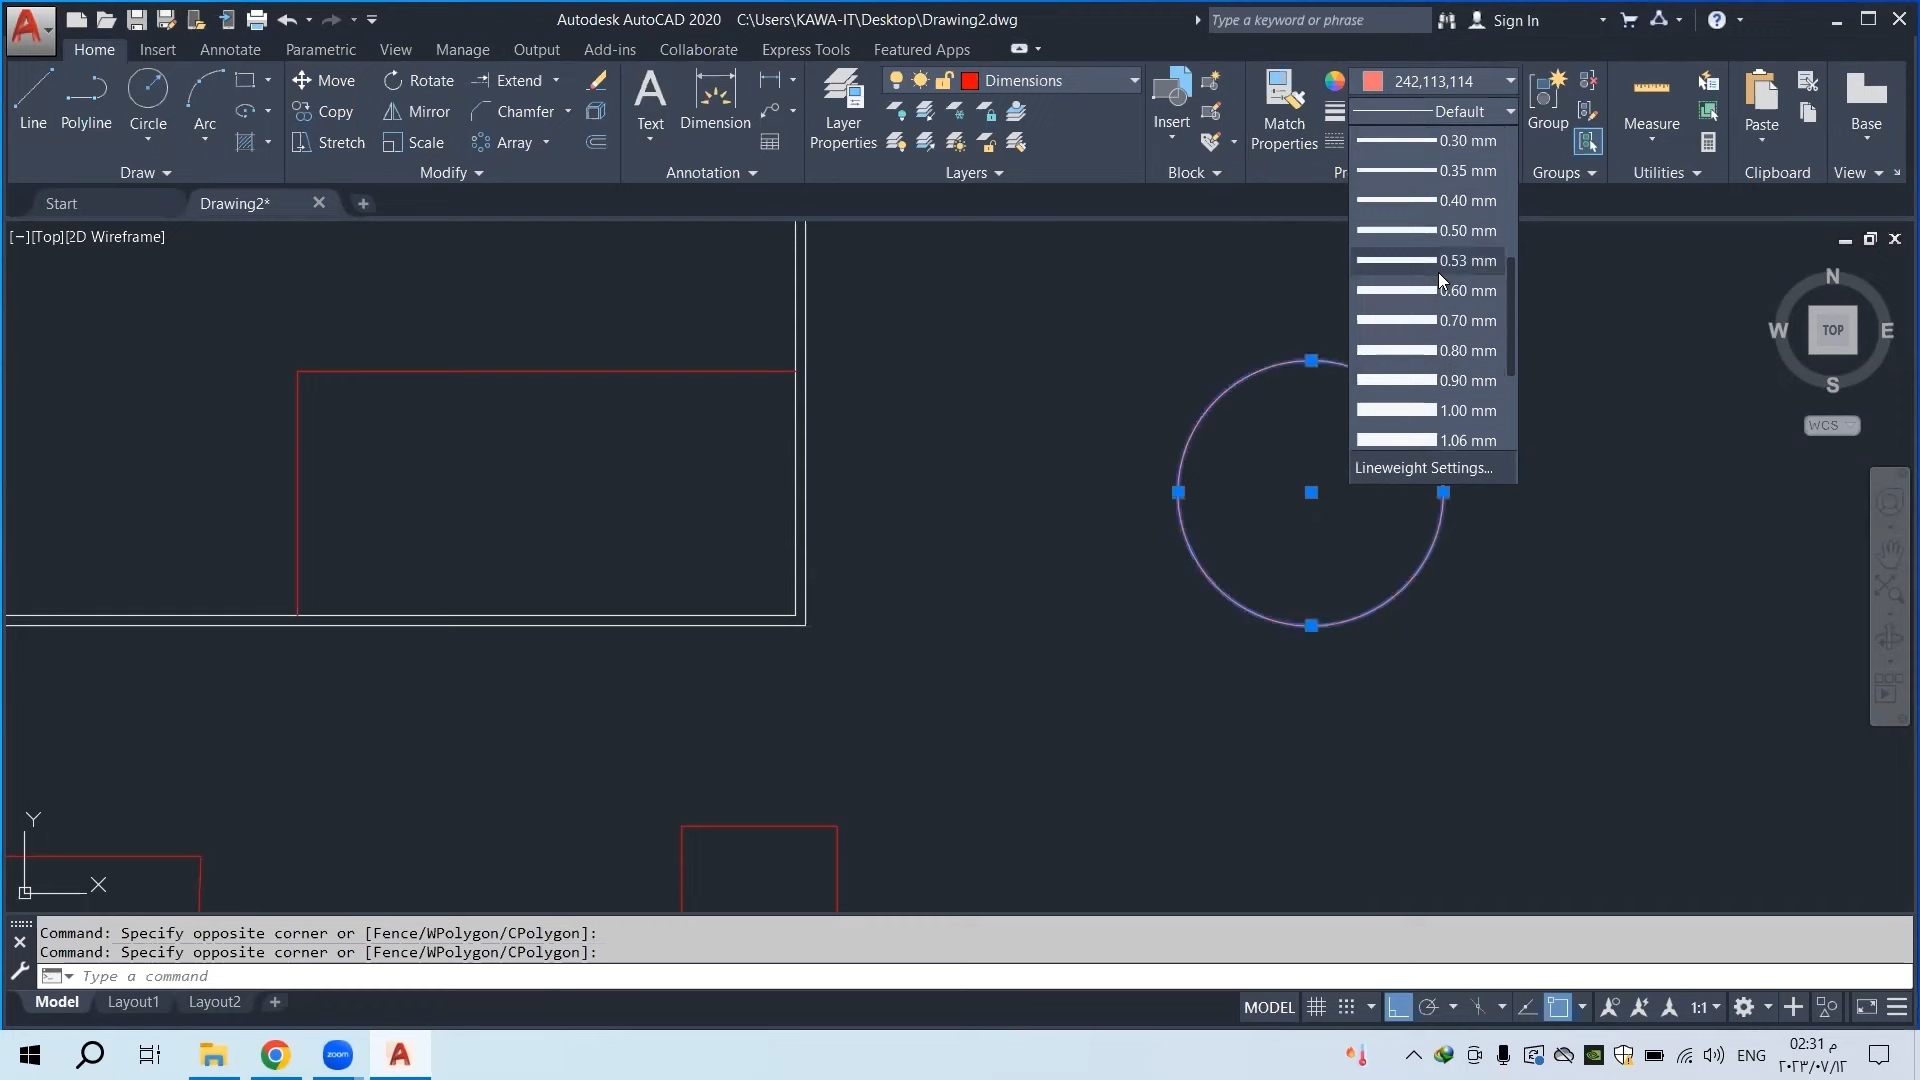 Autodesk AutoCAD 2020 C:\Users\KAWA-IT\Desktop\Drawing2.dwg
Type a keyword or phrase
Sign In
Home Insert Annotate Parametric View Manage Output Add-ins Collaborate Express Tools Featured Apps
Line Polyline Circle Arc
Draw
Move Rotate Extend
Copy Mirror Chamfer
Stretch Scale Array
Modify
Text Dimension
Annotation
Layer
Properties
Dimensions
Layers
Insert
Block
Match
Properties
242,113,114
Default
Pr
Group
Groups
Measure
Utilities
Paste
Clipboard
Base
View
Start Drawing2*
[−][Top][2D Wireframe]
0.30 mm
0.35 mm
0.40 mm
0.50 mm
0.53 mm
0.60 mm
0.70 mm
0.80 mm
0.90 mm
1.00 mm
1.06 mm
Lineweight Settings...
N
W TOP E
S
WCS
Y
X
Command: Specify opposite corner or [Fence/WPolygon/CPolygon]:
Command: Specify opposite corner or [Fence/WPolygon/CPolygon]:
Type a command
Model Layout1 Layout2
MODEL 1:1
zoom
ENG
02:31 م
٢٠٢٣/٠٧/١٢